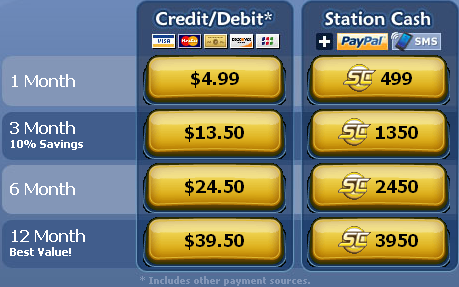 Credit/Debit* Station Cash
VISA MasterCard DISCOVER JCB + PayPal SMS
1 Month $4.99 SC 499
3 Month $13.50 SC 1350
10% Savings
6 Month $24.50 SC 2450
12 Month $39.50 SC 3950
Best Value!
* Includes other payment sources.